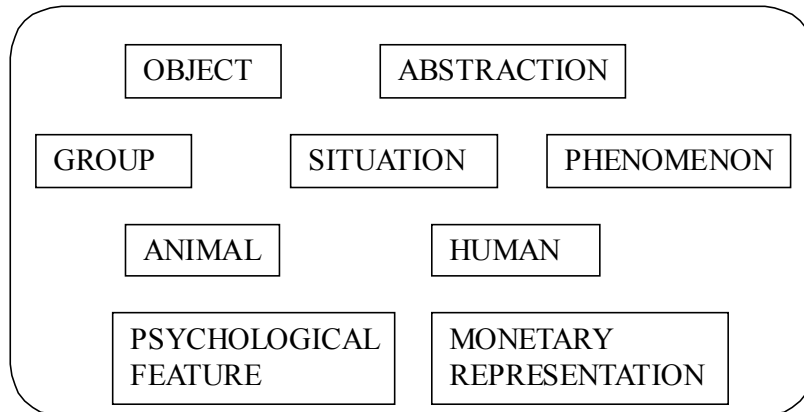 OBJECT
ABSTRACTION
GROUP
SITUATION
PHENOMENON
ANIMAL
HUMAN
PSYCHOLOGICAL
FEATURE
MONETARY
REPRESENTATION